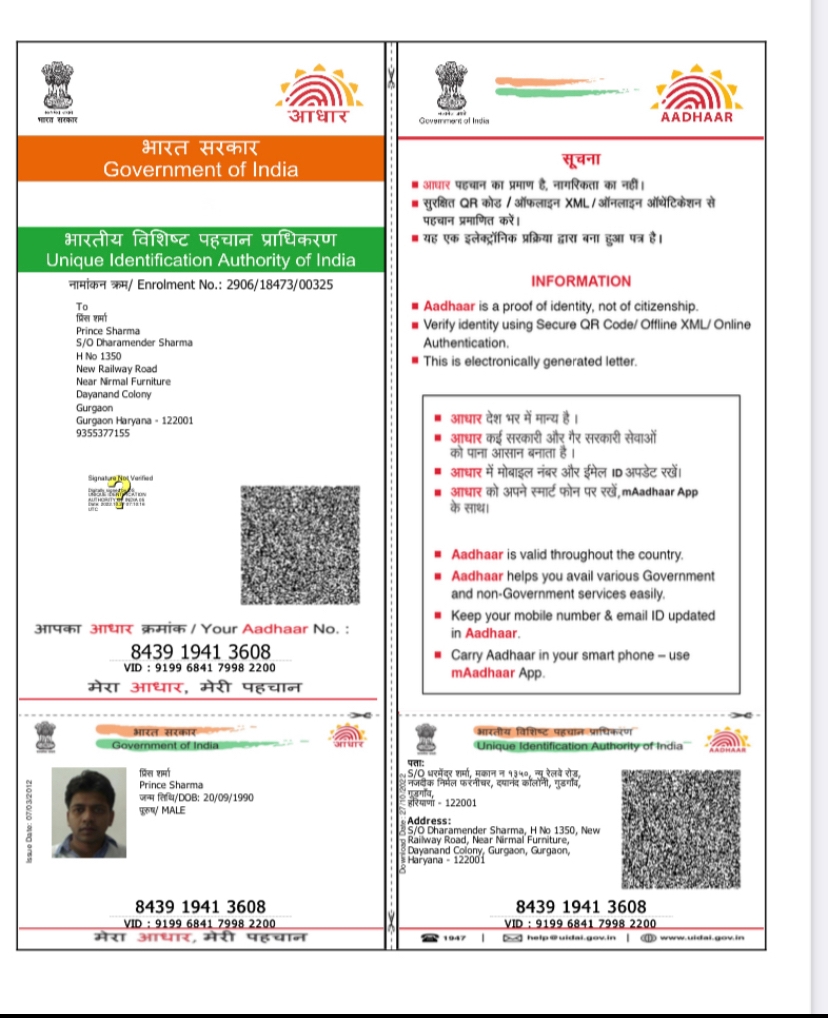 भारत सरकार
आधार
भारत सरकार
Government of India
भारतीय विशिष्ट पहचान प्राधिकरण
Unique Identification Authority of India
नामांकन क्रम/ Enrolment No.: 2906/18473/00325
To
प्रिंस शर्मा
Prince Sharma
S/O Dharamender Sharma
H No 1350
New Railway Road
Near Nirmal Furniture
Dayanand Colony
Gurgaon
Gurgaon Haryana - 122001
9355377155
Signature Not Verified
आपका आधार क्रमांक / Your Aadhaar No. :
8439 1941 3608
VID : 9199 6841 7998 2200
मेरा आधार, मेरी पहचान
Government of India
AADHAAR
सूचना
■ आधार पहचान का प्रमाण है, नागरिकता का नहीं।
■ सुरक्षित QR कोड / ऑफलाइन XML / ऑनलाइन ऑथेंटिकेशन से
पहचान प्रमाणित करें।
■ यह एक इलेक्ट्रॉनिक प्रक्रिया द्वारा बना हुआ पत्र है।
INFORMATION
■ Aadhaar is a proof of identity, not of citizenship.
■ Verify identity using Secure QR Code/ Offline XML/ Online
Authentication.
■ This is electronically generated letter.
■ आधार देश भर में मान्य है ।
■ आधार कई सरकारी और गैर सरकारी सेवाओं
को पाना आसान बनाता है ।
■ आधार में मोबाइल नंबर और ईमेल ID अपडेट रखें।
■ आधार को अपने स्मार्ट फोन पर रखें, mAadhaar App
के साथ।
■ Aadhaar is valid throughout the country.
■ Aadhaar helps you avail various Government
and non-Government services easily.
■ Keep your mobile number & email ID updated
in Aadhaar.
■ Carry Aadhaar in your smart phone – use
mAadhaar App.
भारत सरकार
Government of India
आधार
Issue Date: 07/03/2012
प्रिंस शर्मा
Prince Sharma
जन्म तिथि/DOB: 20/09/1990
पुरुष/ MALE
8439 1941 3608
VID : 9199 6841 7998 2200
मेरा आधार, मेरी पहचान
भारतीय विशिष्ट पहचान प्राधिकरण
Unique Identification Authority of India
AADHAAR
Download Date: 27/10/2022
पता:
S/O धरमेंदर शर्मा, मकान न १३५०, न्यू रेलवे रोड,
नजदीक निर्मल फरनीचर, दयानंद कॉलोनी, गुडगाँव,
गुडगाँव,
हरियाणा - 122001
Address:
S/O Dharamender Sharma, H No 1350, New
Railway Road, Near Nirmal Furniture,
Dayanand Colony, Gurgaon, Gurgaon,
Haryana - 122001
8439 1941 3608
VID : 9199 6841 7998 2200
1947 | help@uidai.gov.in | www.uidai.gov.in